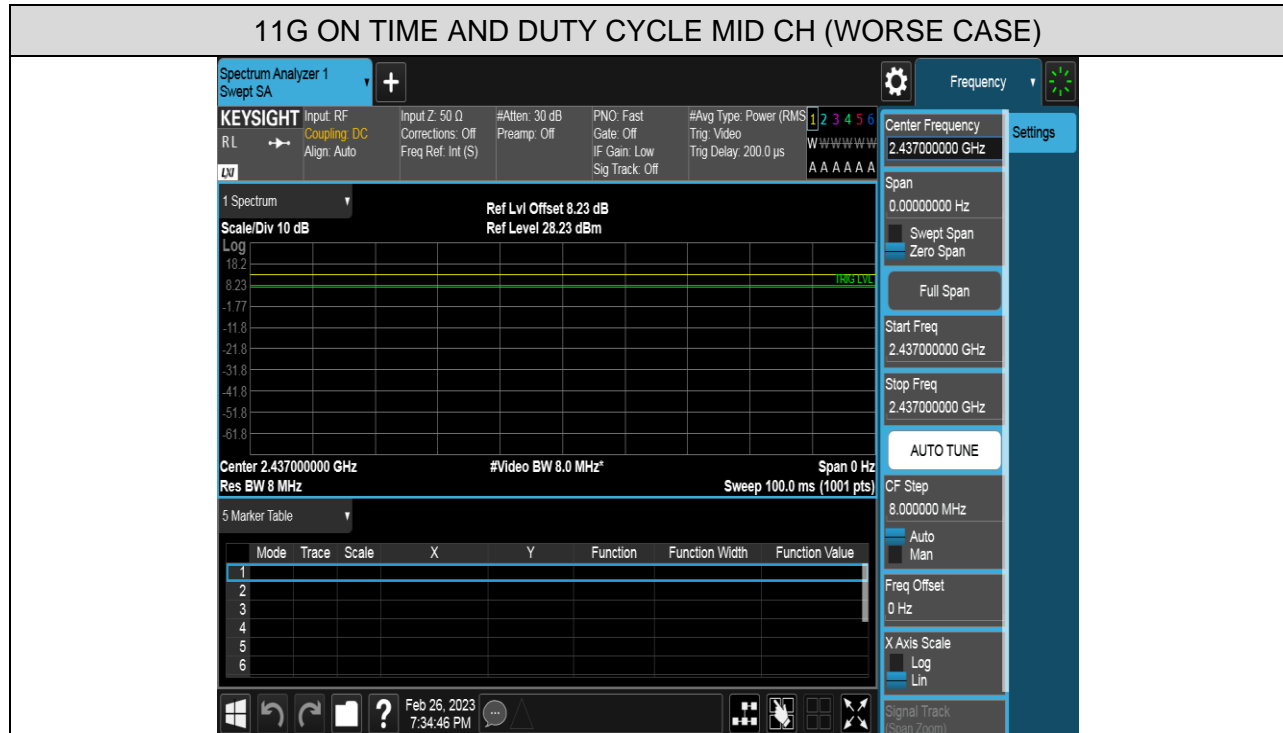 11G ON TIME AND DUTY CYCLE MID CH (WORSE CASE)
Spectrum Analyzer 1
Swept SA
+
Frequency
KEYSIGHT
RL
LXI
Input: RF
Coupling: DC
Align: Auto
Input Z: 50 Ω
Corrections: Off
Freq Ref: Int (S)
#Atten: 30 dB
Preamp: Off
PNO: Fast
Gate: Off
IF Gain: Low
Sig Track: Off
#Avg Type: Power (RMS
Trig: Video
Trig Delay: 200.0 µs
1 2 3 4 5 6
W W W W W W
A A A A A A
1 Spectrum
Scale/Div 10 dB
Ref Lvl Offset 8.23 dB
Ref Level 28.23 dBm
Log
18.2
8.23
-1.77
-11.8
-21.8
-31.8
-41.8
-51.8
-61.8
TRIG LVL
Center 2.437000000 GHz
Res BW 8 MHz
#Video BW 8.0 MHz*
Span 0 Hz
Sweep 100.0 ms (1001 pts)
5 Marker Table
Mode Trace Scale X Y Function Function Width Function Value
1
2
3
4
5
6
Feb 26, 2023
7:34:46 PM
?
Center Frequency
2.437000000 GHz
Settings
Span
0.00000000 Hz
Swept Span
Zero Span
Full Span
Start Freq
2.437000000 GHz
Stop Freq
2.437000000 GHz
AUTO TUNE
CF Step
8.000000 MHz
Auto
Man
Freq Offset
0 Hz
X Axis Scale
Log
Lin
Signal Track
(Span Zoom)